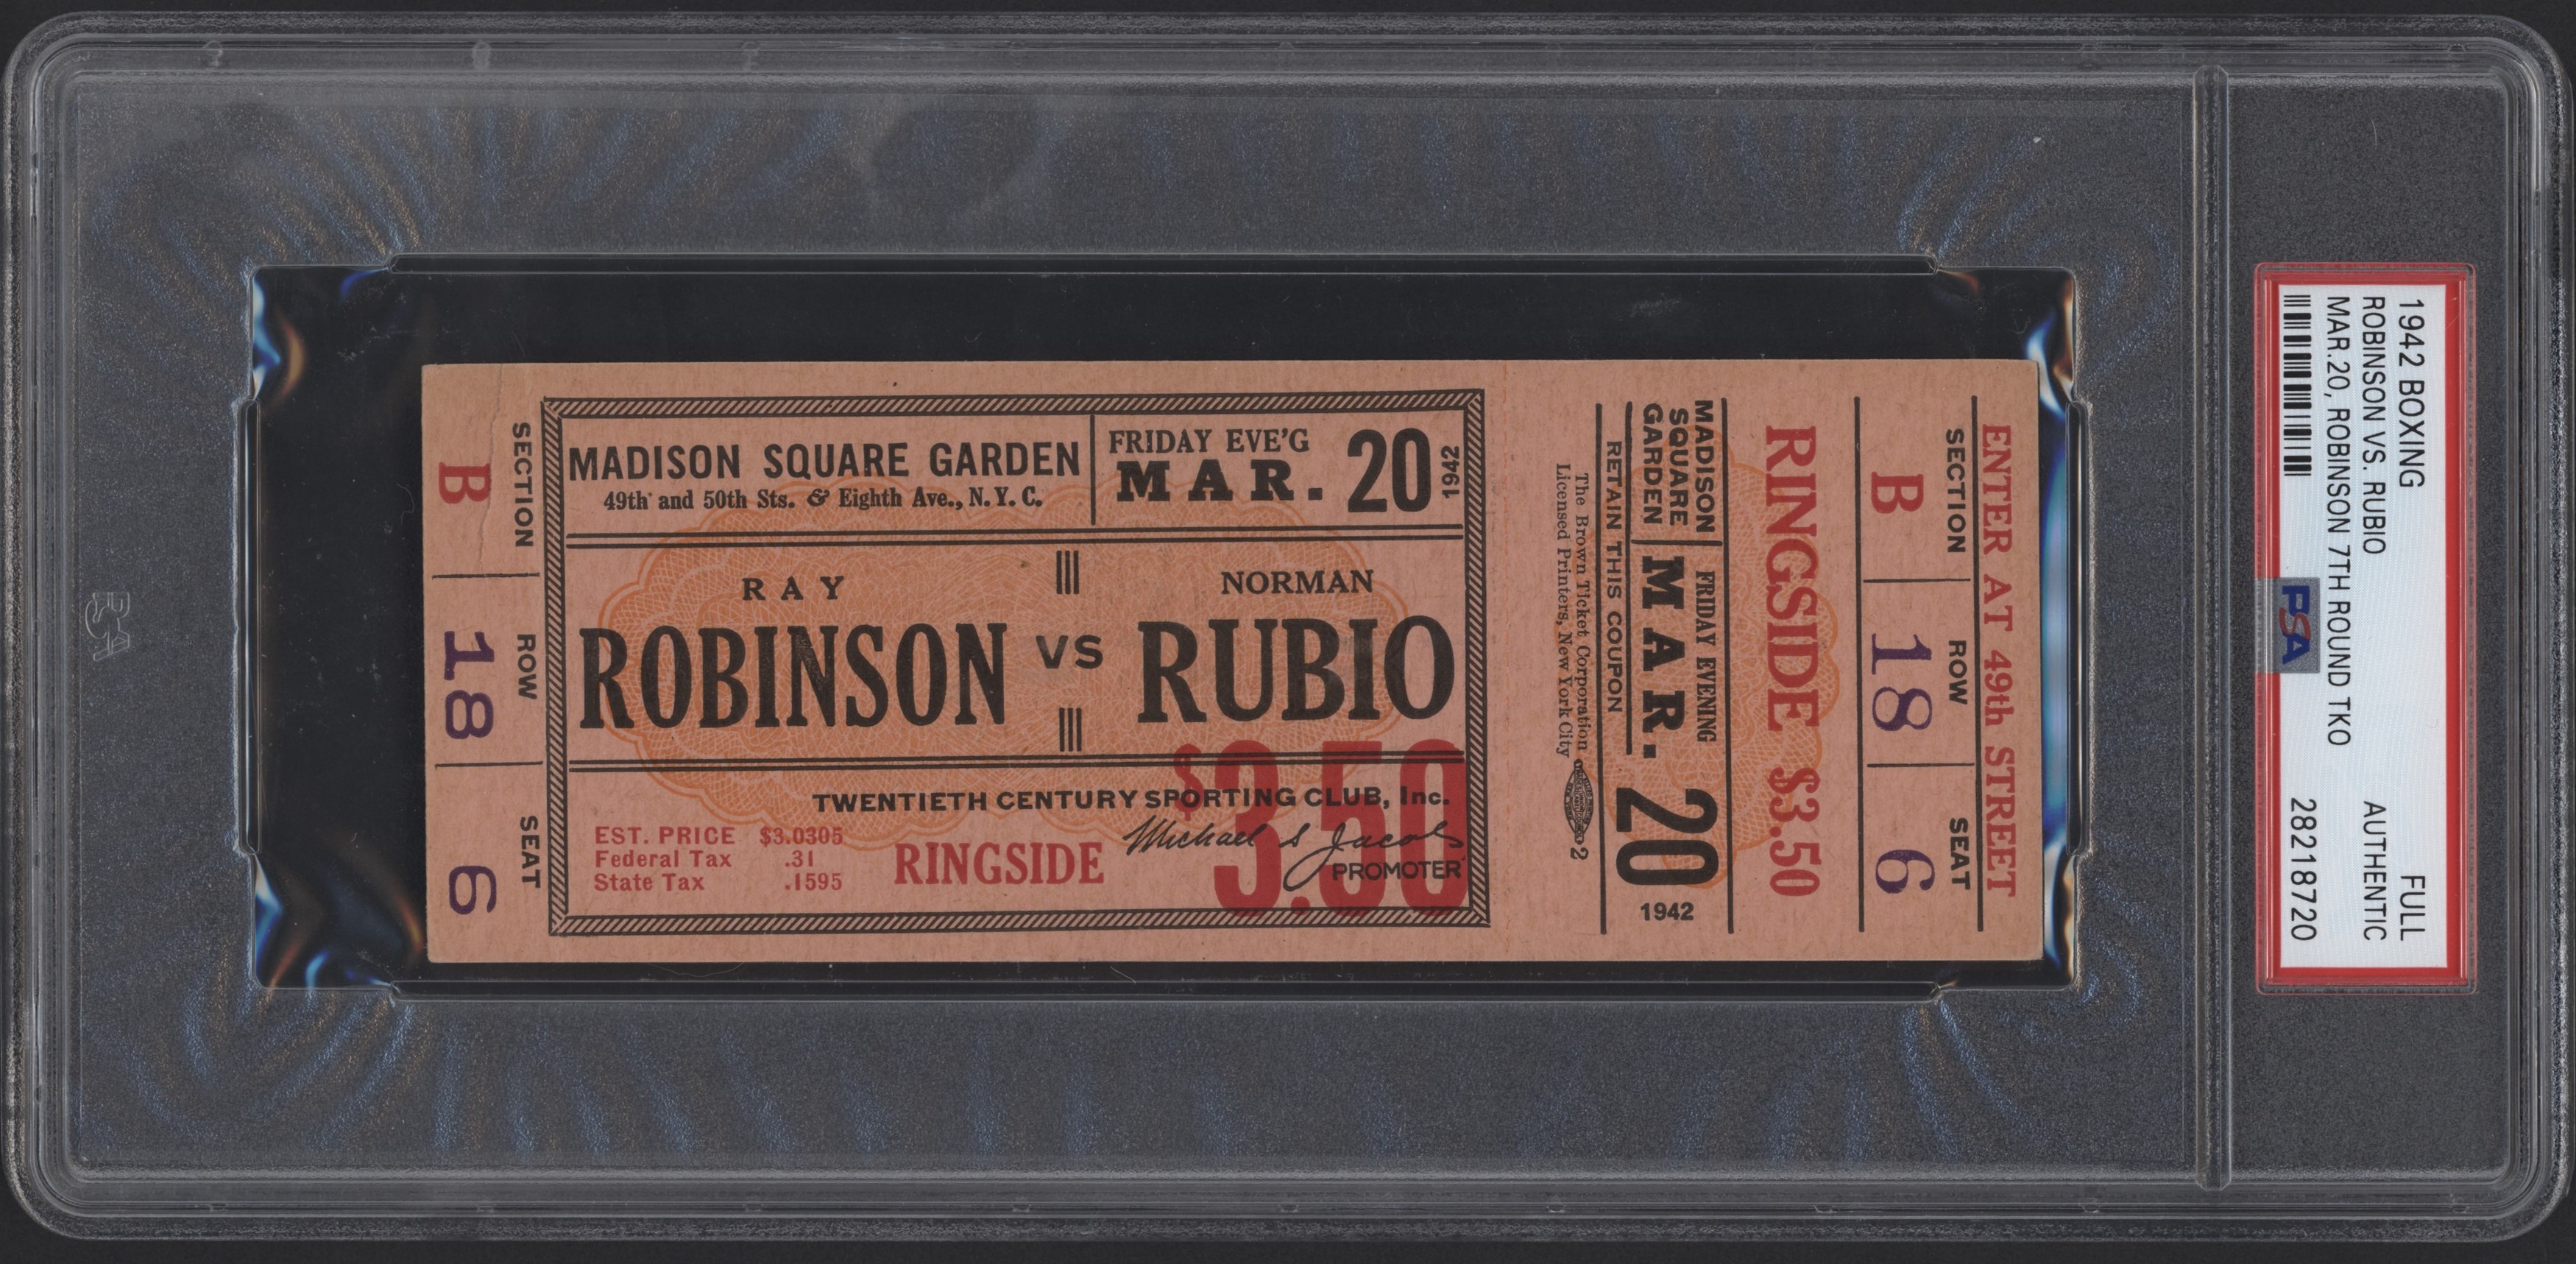 SECTION B
ROW 18
SEAT 6
MADISON SQUARE GARDEN
49th and 50th Sts. & Eighth Ave., N.Y.C.
FRIDAY EVE'G
MAR. 20
1942
RAY
ROBINSON
VS
NORMAN
RUBIO
$3.50
TWENTIETH CENTURY SPORTING CLUB, Inc.
EST. PRICE $3.0305
Federal Tax .31
State Tax .1595
RINGSIDE
Michael S Jacobs
PROMOTER
ENTER AT 49th STREET
SECTION ROW SEAT
B 18 6
RINGSIDE $3.50
MADISON
SQUARE
GARDEN
FRIDAY EVENING
MAR. 20
1942
RETAIN THIS COUPON
The Brown Ticket Corporation
Licensed Printers, New York City
2
1942 BOXING FULL
ROBINSON VS. RUBIO AUTHENTIC
MAR.20, ROBINSON 7TH ROUND TKO
28218720
PSA
PSA